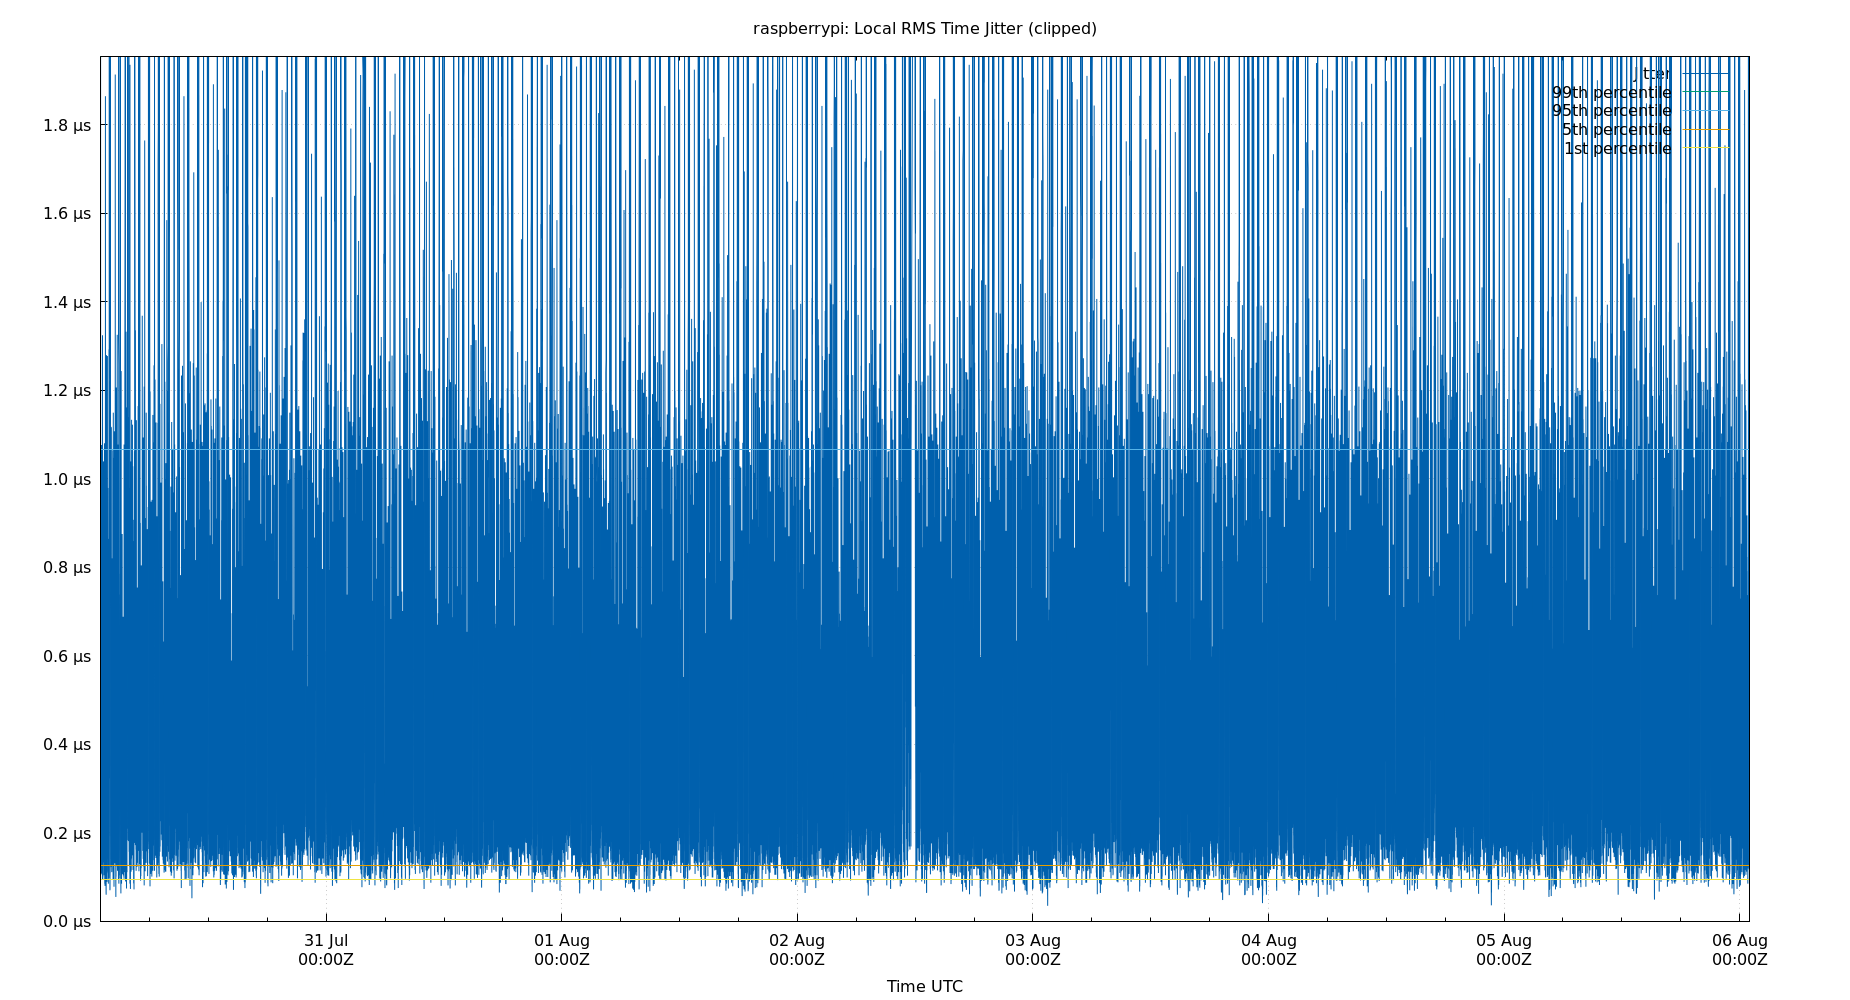 raspberrypi: Local RMS Time Jitter (clipped)
jitter
99th percentile
95th percentile
5th percentile
1st percentile
1.8 μs
1.6 μs
1.4 μs
1.2 μs
1.0 μs
0.8 μs
0.6 μs
0.4 μs
0.2 μs
0.0 μs
31 Jul 01 Aug 02 Aug 03 Aug 04 Aug 05 Aug 06 Aug
00:00Z 00:00Z 00:00Z 00:00Z 00:00Z 00:00Z 00:00Z
Time UTC